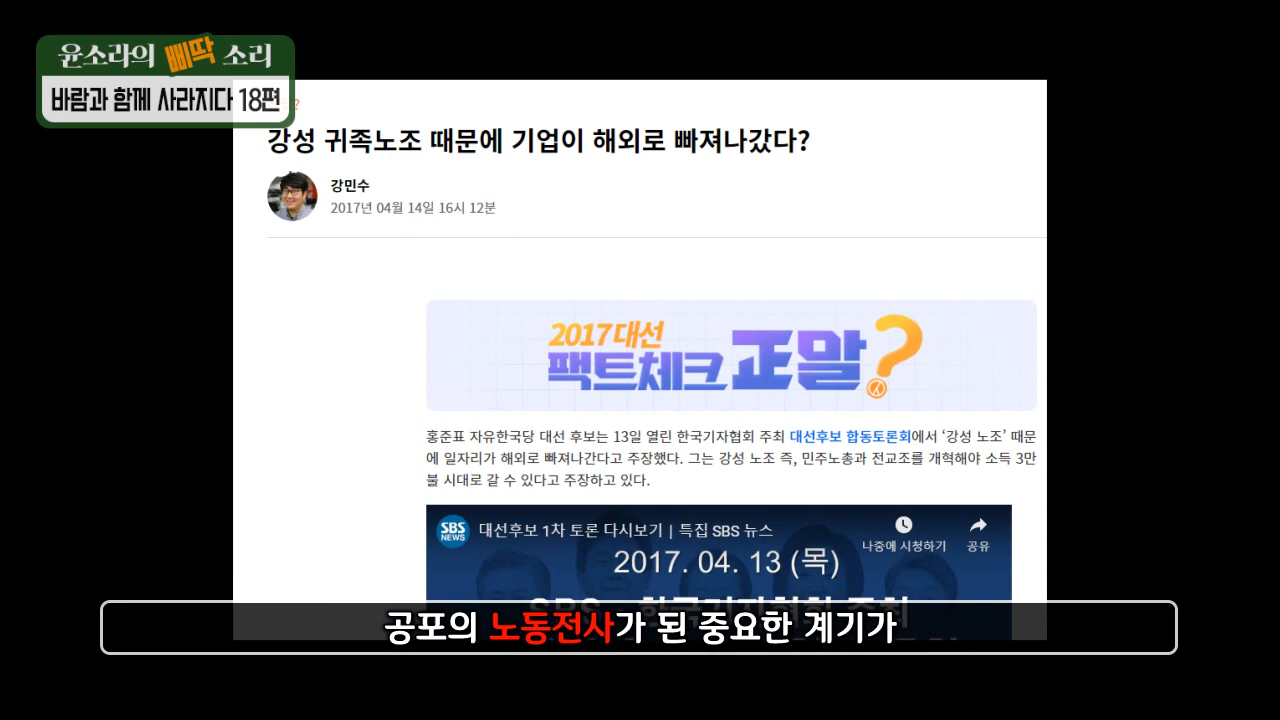 윤소라의 삐딱 소리
바람과 함께 사라지다 18편
?
강성 귀족노조 때문에 기업이 해외로 빠져나갔다?
강민수
2017년 04월 14일 16시 12분
2017대선
팩트체크 正말?
홍준표 자유한국당 대선 후보는 13일 열린 한국기자협회 주최 대선후보 합동토론회에서 ‘강성 노조’ 때문
에 일자리가 해외로 빠져나간다고 주장했다. 그는 강성 노조 즉, 민주노총과 전교조를 개혁해야 소득 3만
불 시대로 갈 수 있다고 주장하고 있다.
SBS NEWS
대선후보 1차 토론 다시보기 | 특집 SBS 뉴스
나중에 시청하기
공유
2017. 04. 13 (목)
공포의 노동전사가 된 중요한 계기가